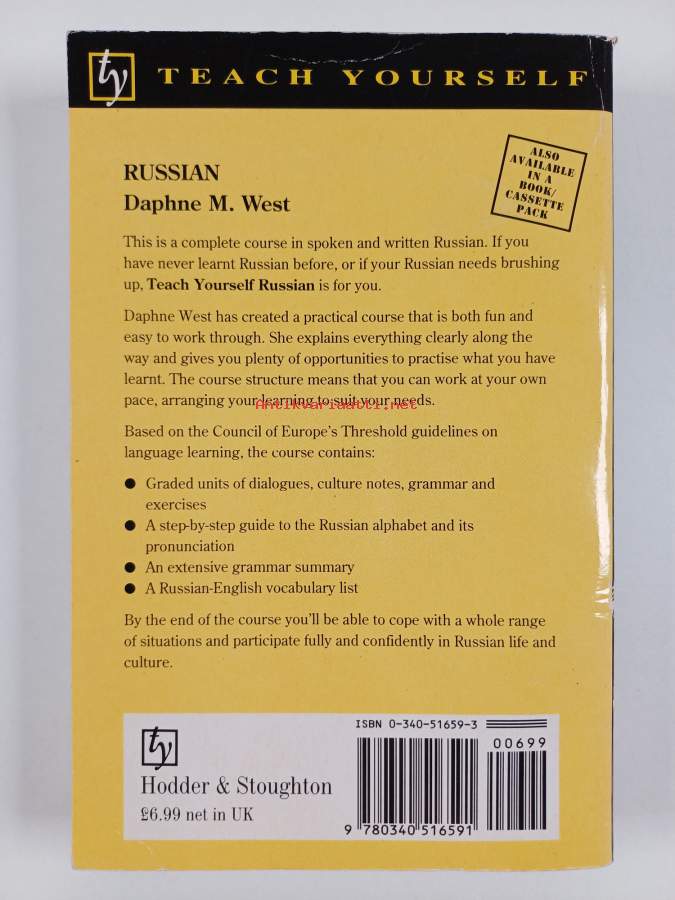 ty TEACH YOURSELF
ALSO
AVAILABLE
IN A
BOOK/
CASSETTE
PACK
RUSSIAN
Daphne M. West
This is a complete course in spoken and written Russian. If you
have never learnt Russian before, or if your Russian needs brushing
up, Teach Yourself Russian is for you.
Daphne West has created a practical course that is both fun and
easy to work through. She explains everything clearly along the
way and gives you plenty of opportunities to practise what you have
learnt. The course structure means that you can work at your own
pace, arranging your learning to suit your needs.
Antikvariaatti.net
Based on the Council of Europe's Threshold guidelines on
language learning, the course contains:
● Graded units of dialogues, culture notes, grammar and
exercises
● A step-by-step guide to the Russian alphabet and its
pronunciation
● An extensive grammar summary
● A Russian-English vocabulary list
By the end of the course you'll be able to cope with a whole range
of situations and participate fully and confidently in Russian life and
culture.
ty
Hodder & Stoughton
£6.99 net in UK
ISBN 0-340-51659-3
00699
9 780340 516591